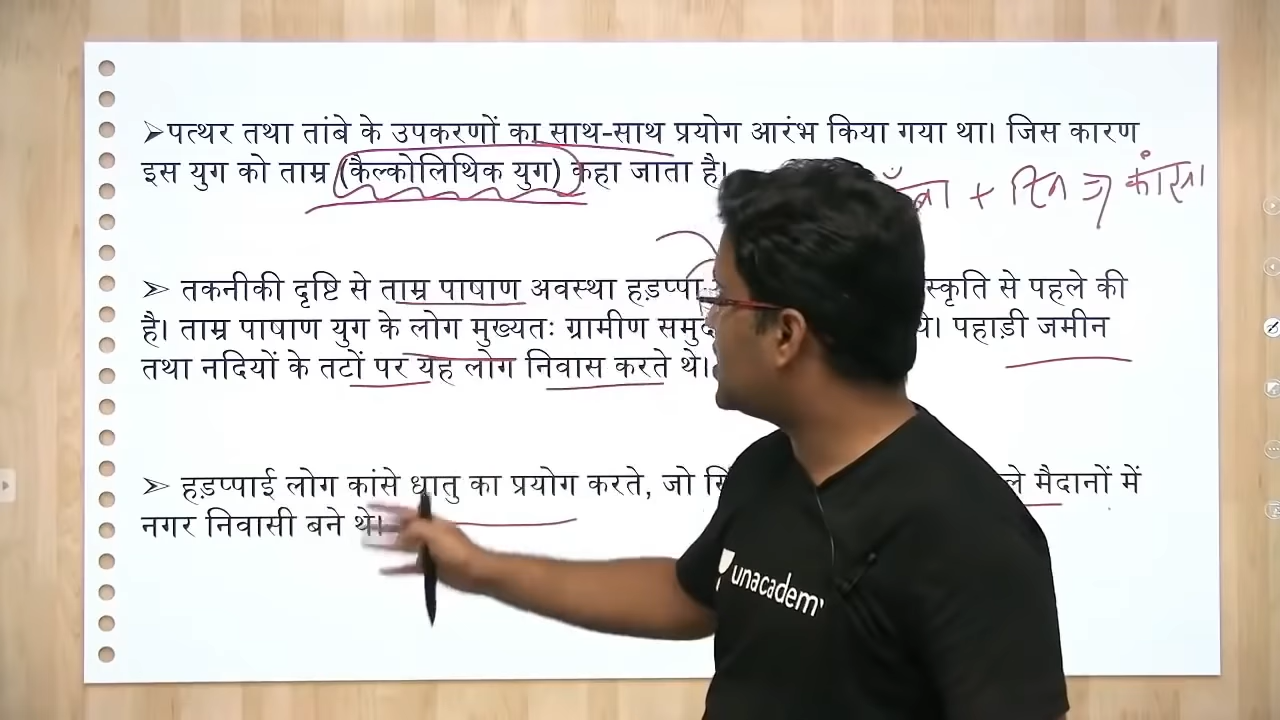 ➢पत्थर तथा तांबे के उपकरणों का साथ-साथ प्रयोग आरंभ किया गया था। जिस कारण
इस युग को ताम्र (कैल्कोलिथिक युग) कहा जाता है।
+ टिन ⇒ कांसा
➢ तकनीकी दृष्टि से ताम्र पाषाण अवस्था हड़प्पा स्कृति से पहले की
है। ताम्र पाषाण युग के लोग मुख्यतः ग्रामीण समुद थे। पहाड़ी जमीन
तथा नदियों के तटों पर यह लोग निवास करते थे।
➢ हड़प्पाई लोग कांसे धातु का प्रयोग करते, जो ले मैदानों में
नगर निवासी बने थे।
unacademy